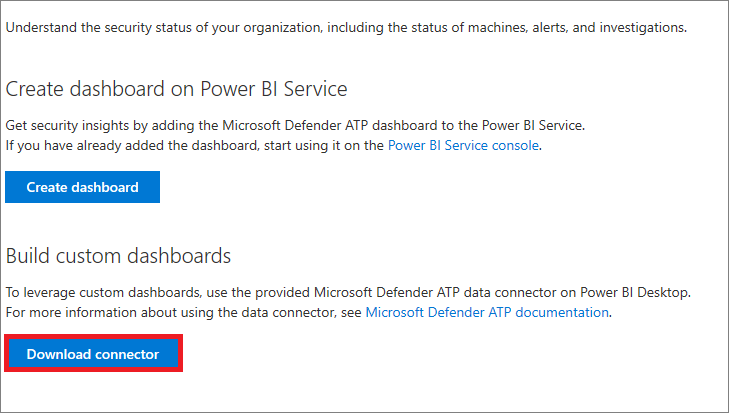 Understand the security status of your organization, including the status of machines, alerts, and investigations.
Create dashboard on Power BI Service
Get security insights by adding the Microsoft Defender ATP dashboard to the Power BI Service.
If you have already added the dashboard, start using it on the Power BI Service console.
Create dashboard
Build custom dashboards
To leverage custom dashboards, use the provided Microsoft Defender ATP data connector on Power BI Desktop.
For more information about using the data connector, see Microsoft Defender ATP documentation.
Download connector